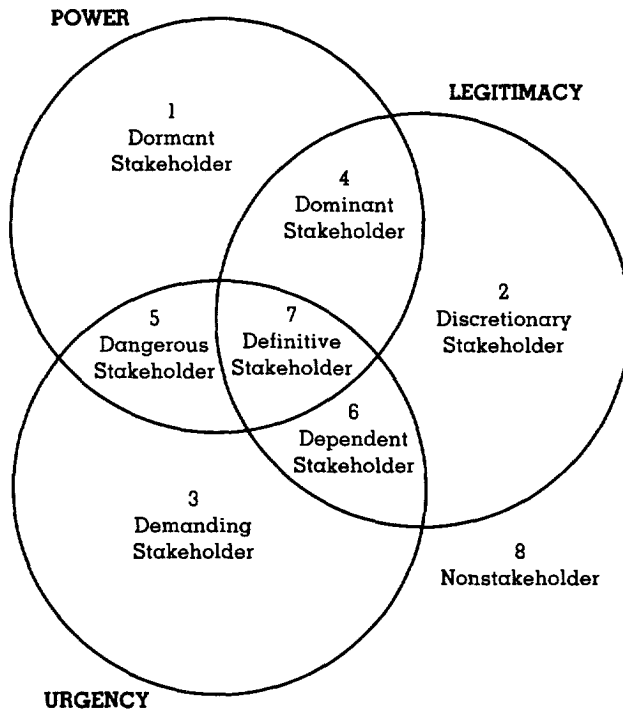 POWER
LEGITIMACY
1
Dormant
Stakeholder
4
Dominant
Stakeholder
2
Discretionary
Stakeholder
5
Dangerous
Stakeholder
7
Definitive
Stakeholder
6
Dependent
Stakeholder
3
Demanding
Stakeholder
8
Nonstakeholder
URGENCY